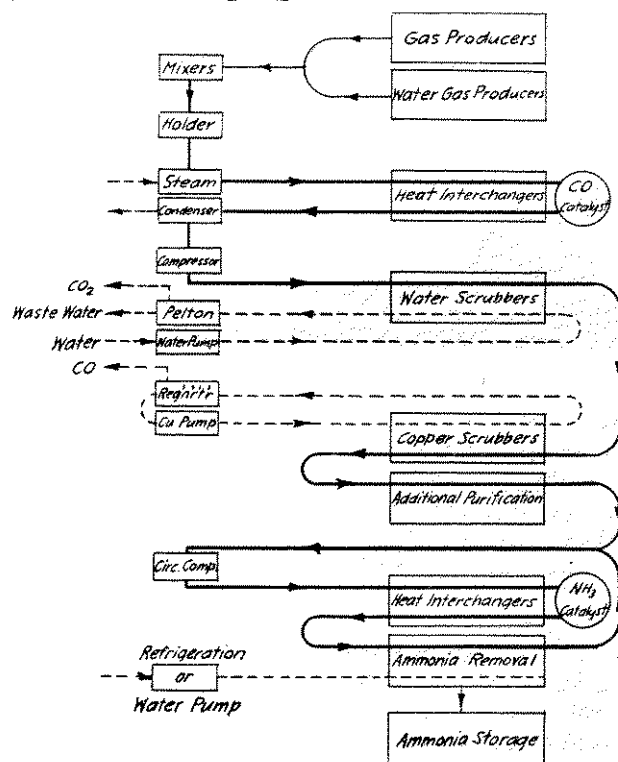 Gas Producers
Mixers
Water Gas Producers
Holder
Steam
Heat Interchangers
CO
Catalyst
Condenser
Compressor
CO2
Water Scrubbers
Waste Water
Pelton
Water
Water Pump
CO
Cu Pump
Copper Scrubbers
Additional Purification
Circ. Comp.
Heat Interchangers
NH3
Catalyst
Refrigeration
or
Water Pump
Ammonia Removal
Ammonia Storage